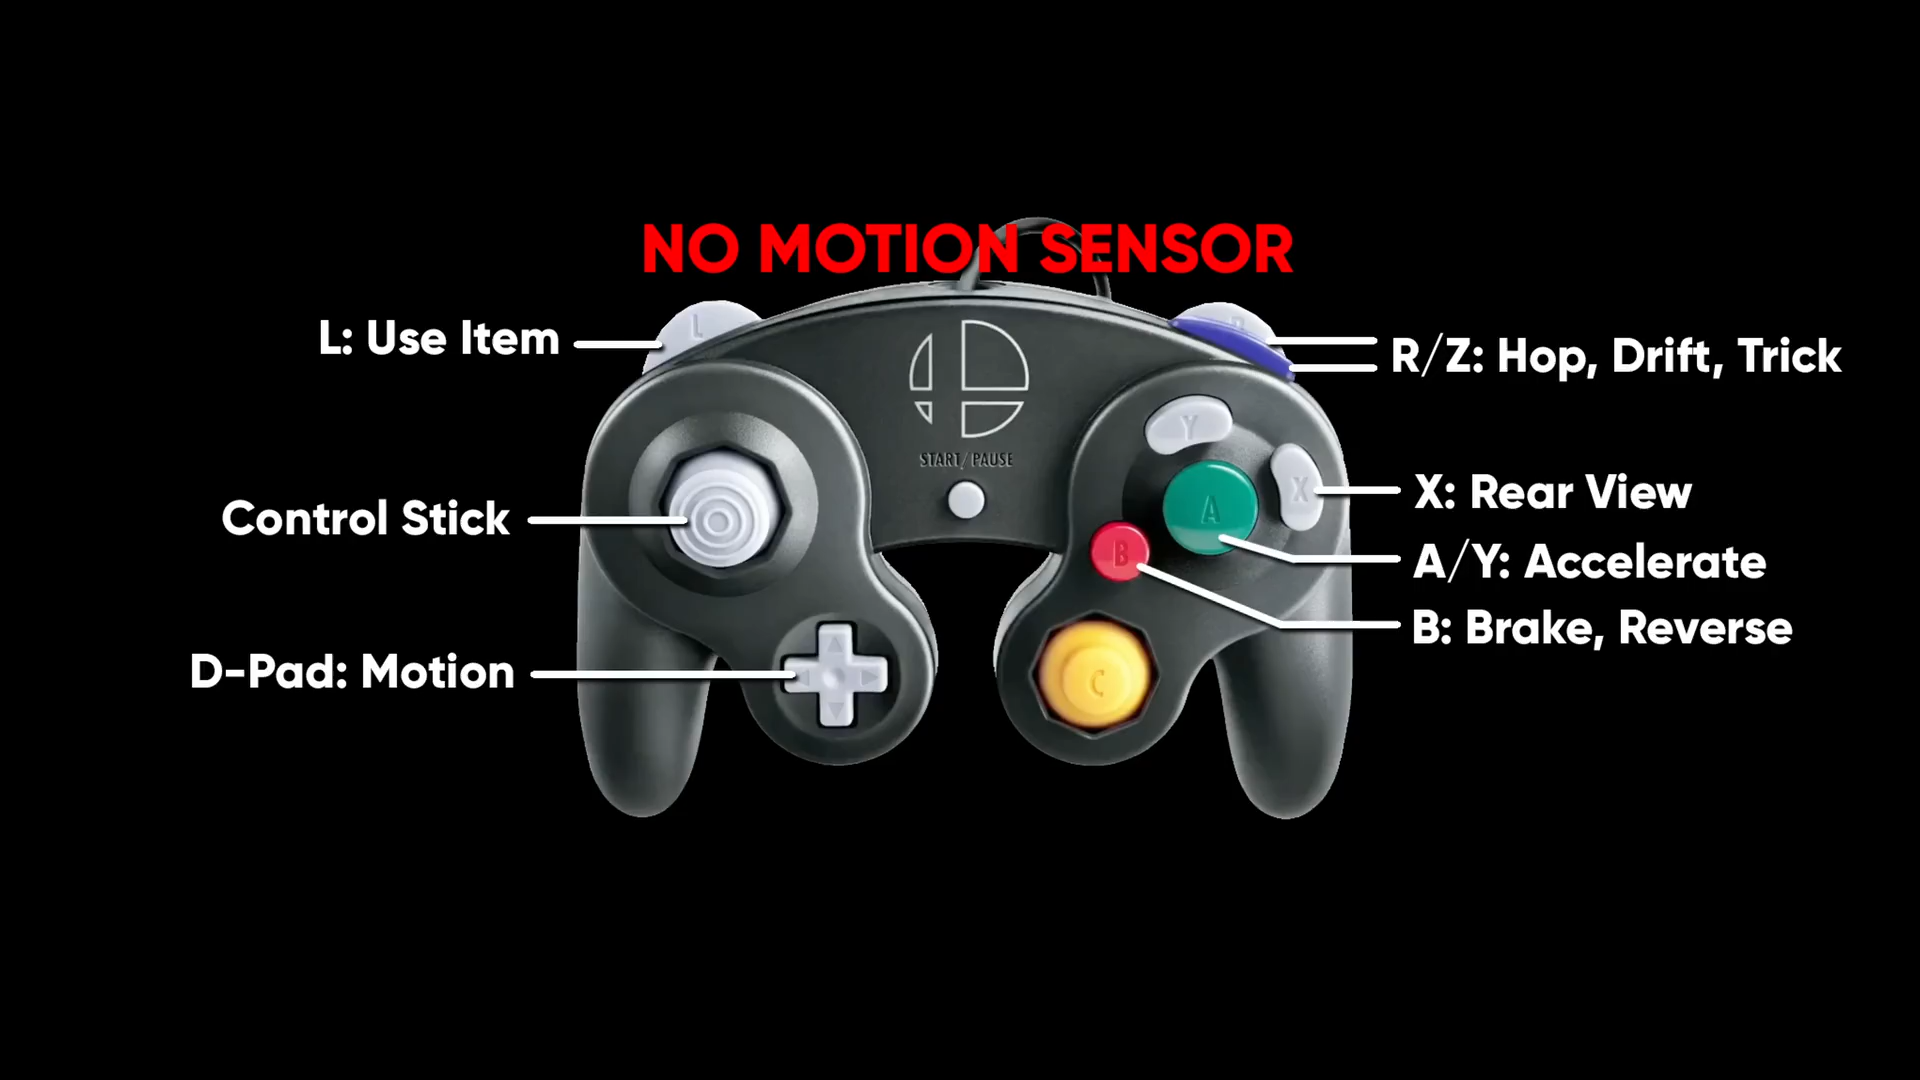 NO MOTION SENSOR
L: Use Item
L
R/Z: Hop, Drift, Trick
Y
START/PAUSE
X: Rear View
X
A
Control Stick
A/Y: Accelerate
B
B: Brake, Reverse
D-Pad: Motion
C